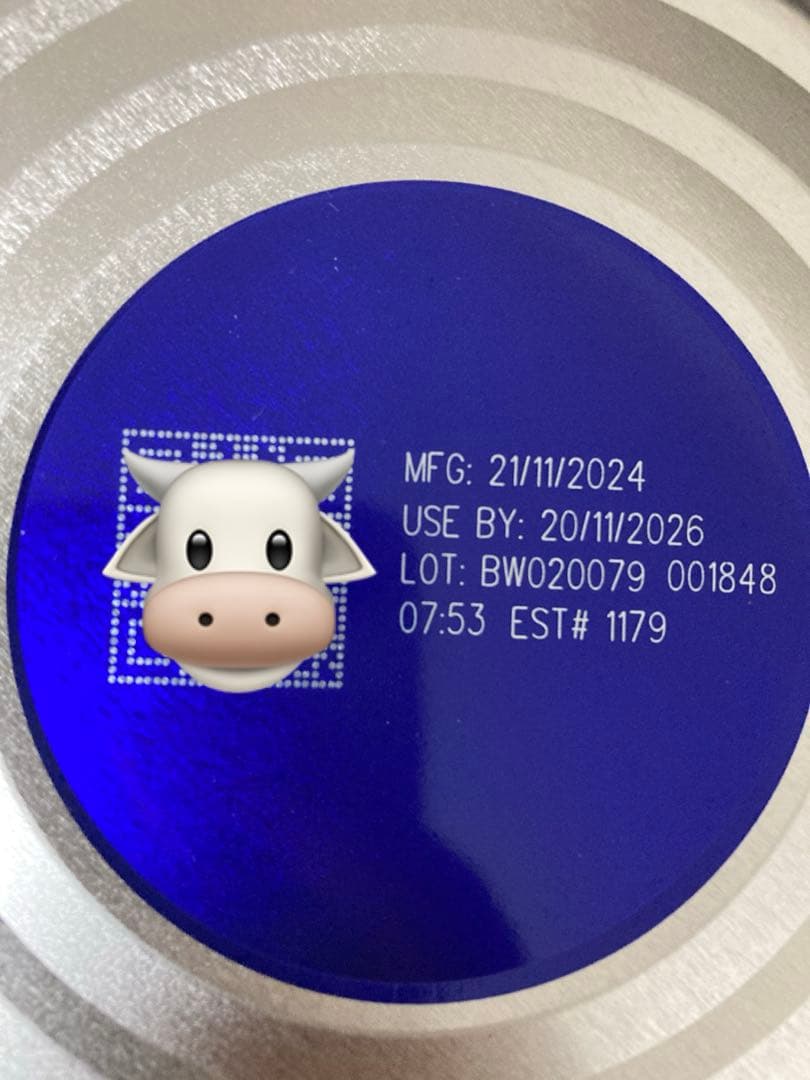 MFG: 21/11/2024
USE BY: 20/11/2026
LOT: BW020079 001848
07:53 EST# 1179